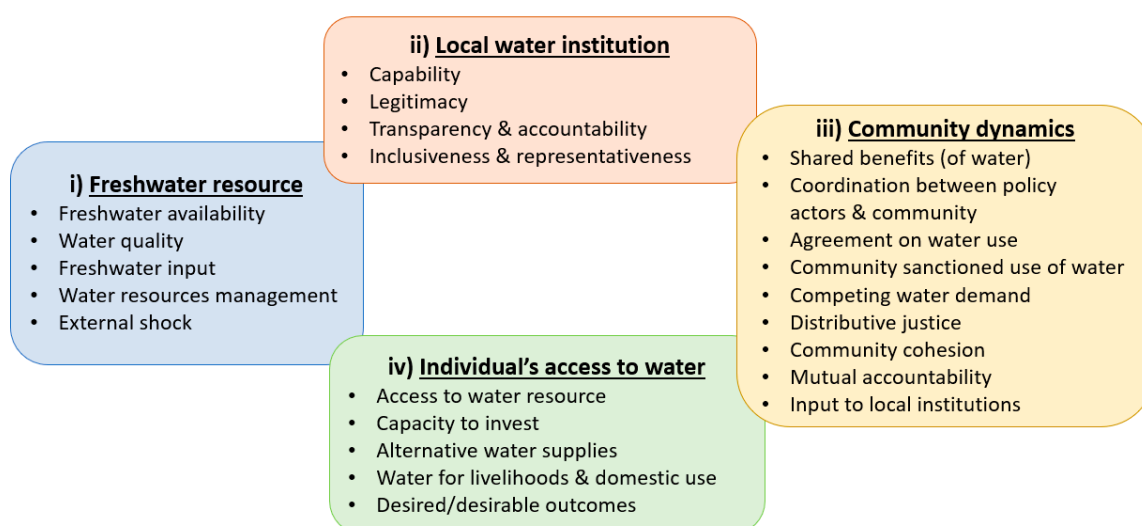 ii) Local water institution
• Capability
• Legitimacy
• Transparency & accountability
• Inclusiveness & representativeness
i) Freshwater resource
• Freshwater availability
• Water quality
• Freshwater input
• Water resources management
• External shock
iii) Community dynamics
• Shared benefits (of water)
• Coordination between policy
actors & community
• Agreement on water use
• Community sanctioned use of water
• Competing water demand
• Distributive justice
• Community cohesion
• Mutual accountability
• Input to local institutions
iv) Individual’s access to water
• Access to water resource
• Capacity to invest
• Alternative water supplies
• Water for livelihoods & domestic use
• Desired/desirable outcomes